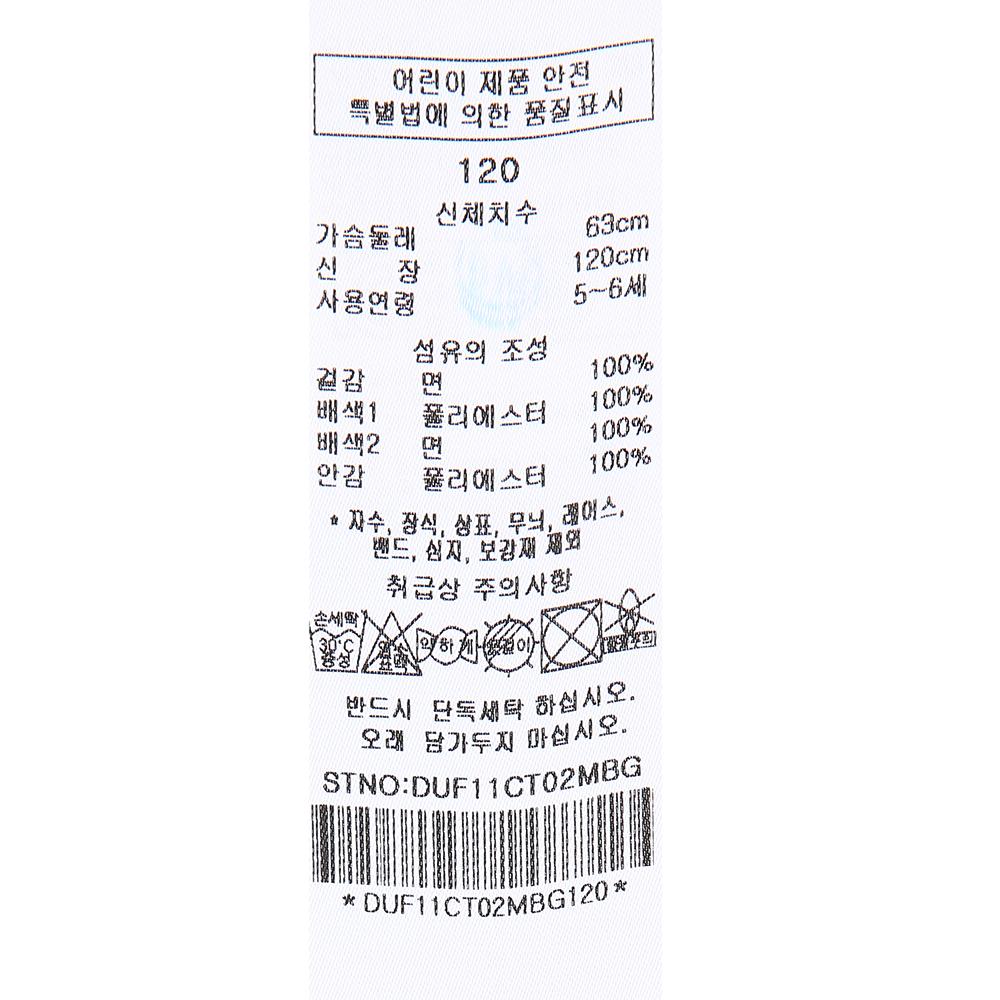 어린이 제품 안전
특별법에 의한 품질표시
120
신체치수
가슴둘레 63cm
신 장 120cm
사용연령 5~6세
섬유의 조성
겉감 면 100%
배색1 폴리에스터 100%
배색2 면 100%
안감 폴리에스터 100%
* 자수, 장식, 상표, 무늬, 레이스,
밴드, 심지, 보강재 제외
취급상 주의사항
손세탁
30°C
중성
약하게
반드시 단독세탁 하십시오.
오래 담가두지 마십시오.
STNO:DUF11CT02MBG
*DUF11CT02MBG120*